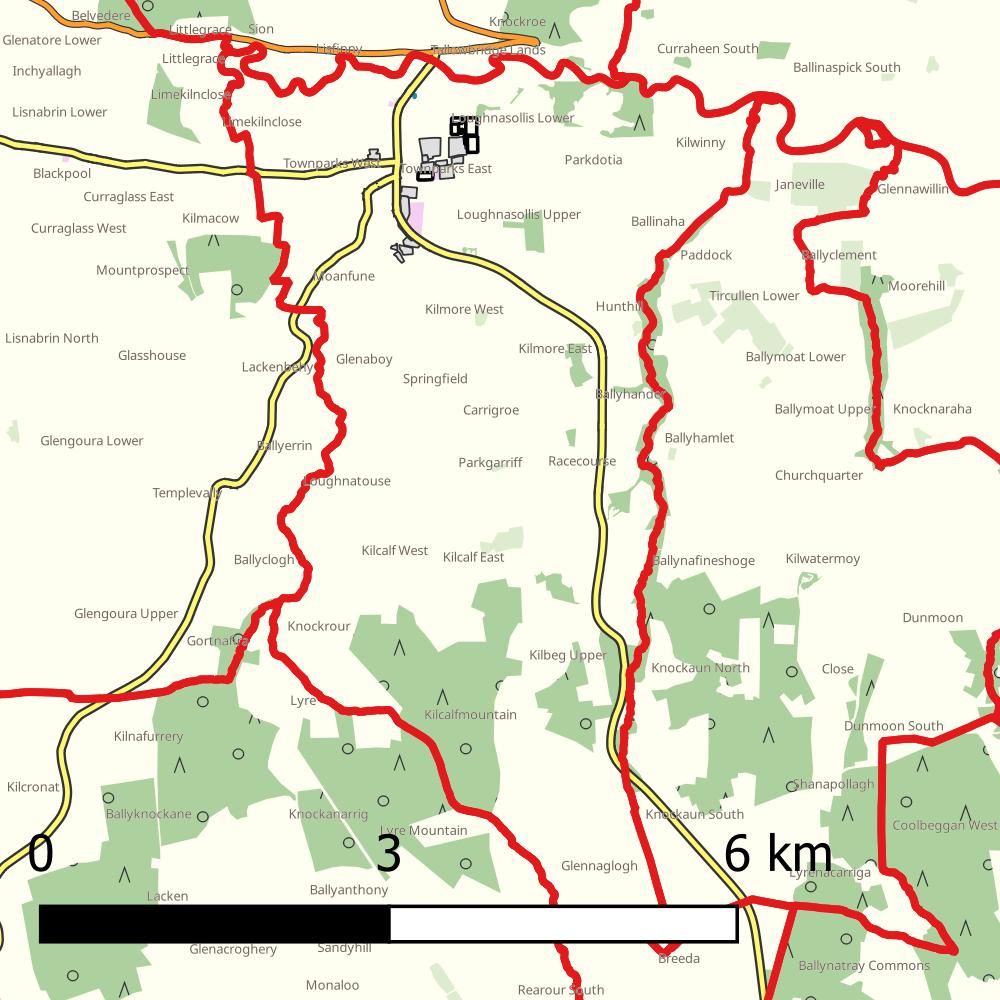 Belvedere
Knockroe
Littlegrace
Sion
Glenatore Lower
Lisfinny
Tallowbridge Lands
Curraheen South
Littlegrace
Ballinaspick South
Inchyallagh
Limekilnclose
Lisnabrin Lower
Loughnasollis Lower
Limekilnclose
Kilwinny
Parkdotia
Townparks West
Townparks East
Blackpool
Janeville
Glennawillin
Curraglass East
Kilmacow
Loughnasollis Upper
Ballinaha
Curraglass West
Paddock
Ballyclement
Mountprospect
Moanfune
Moorehill
Tircullen Lower
Hunthill
Kilmore West
Lisnabrin North
Kilmore East
Glasshouse
Glenaboy
Ballymoat Lower
Lackenbehy
Springfield
Ballyhander
Carrigroe
Ballymoat Upper
Knocknaraha
Glengoura Lower
Ballyerrin
Ballyhamlet
Parkgarriff
Racecourse
Churchquarter
Loughnatouse
Templevally
Kilcalf West
Kilcalf East
Ballyclogh
Ballynafineshoge
Kilwatermoy
Glengoura Upper
Dunmoon
Knockrour
Gortnafira
Kilbeg Upper
Knockaun North
Close
Lyre
Kilcalfmountain
Dunmoon South
Kilnafurrery
Kilcronat
Shanapollagh
Ballyknockane
Knockanarrig
Knockaun South
Coolbeggan West
Lyre Mountain
0 3 6 km
Glennaglogh
Lyrenacarriga
Ballyanthony
Lacken
Glenacroghery
Sandyhill
Breeda
Ballynatray Commons
Monaloo
Rearour South